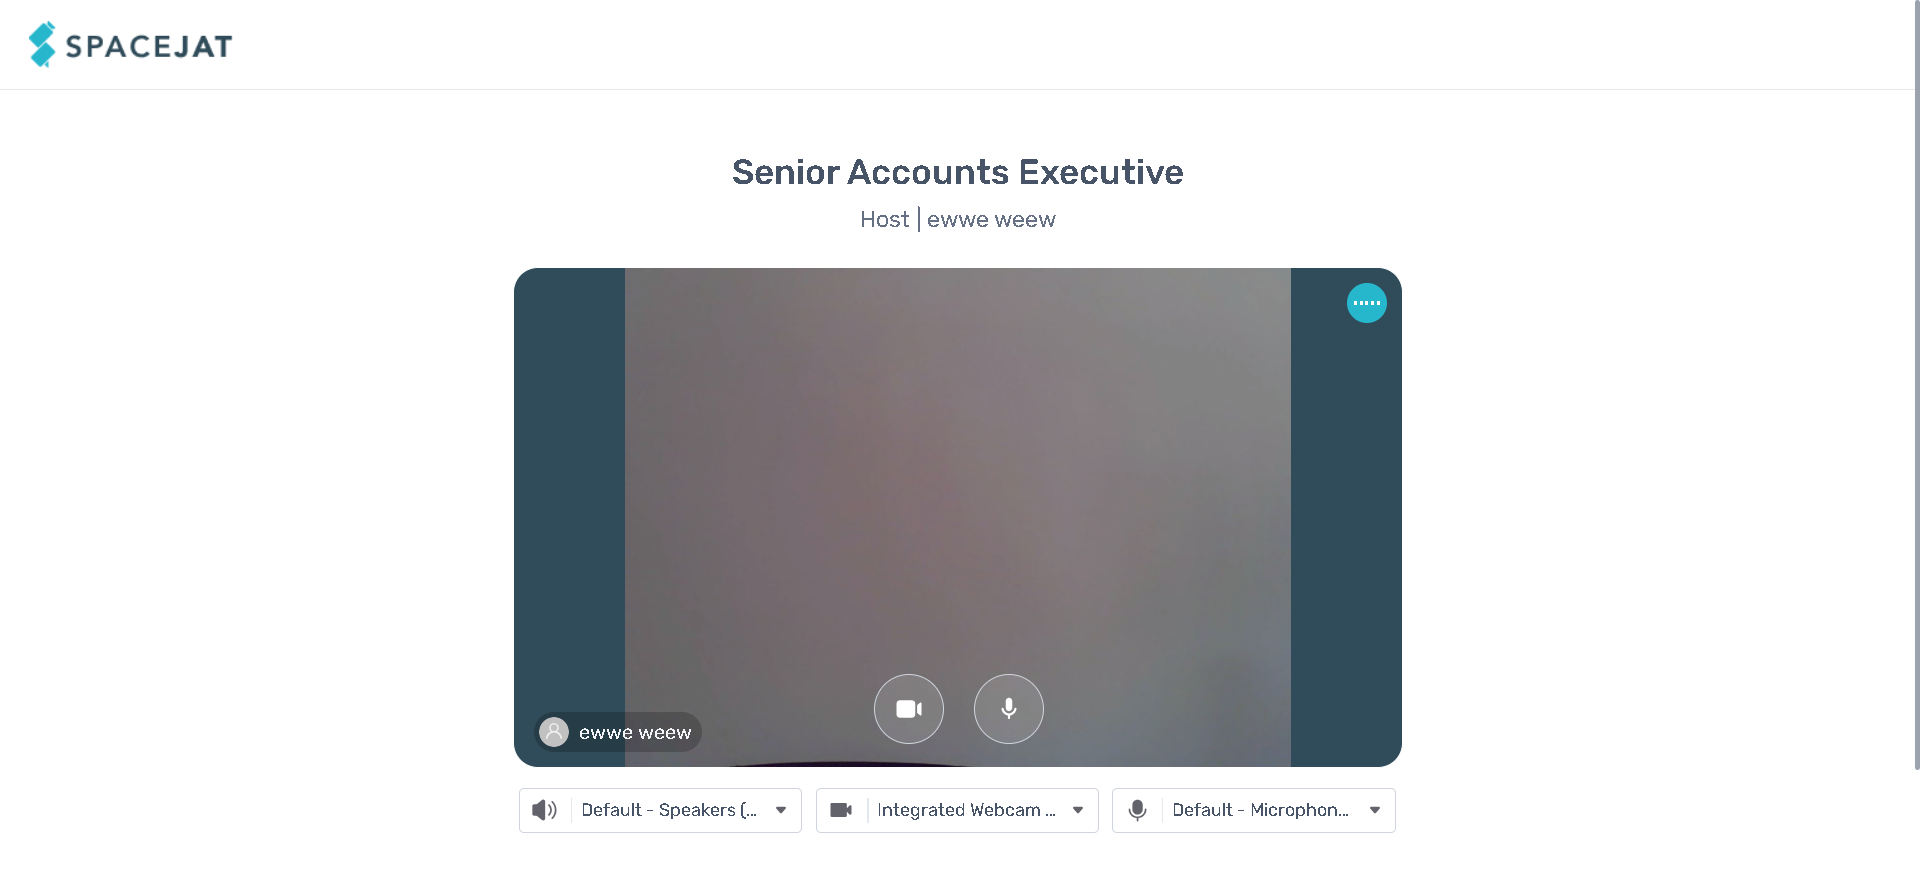 SPACEJAT
Senior Accounts Executive
Host | ewwe weew
ewwe weew
Default - Speakers (...
Integrated Webcam ...
Default - Microphon...